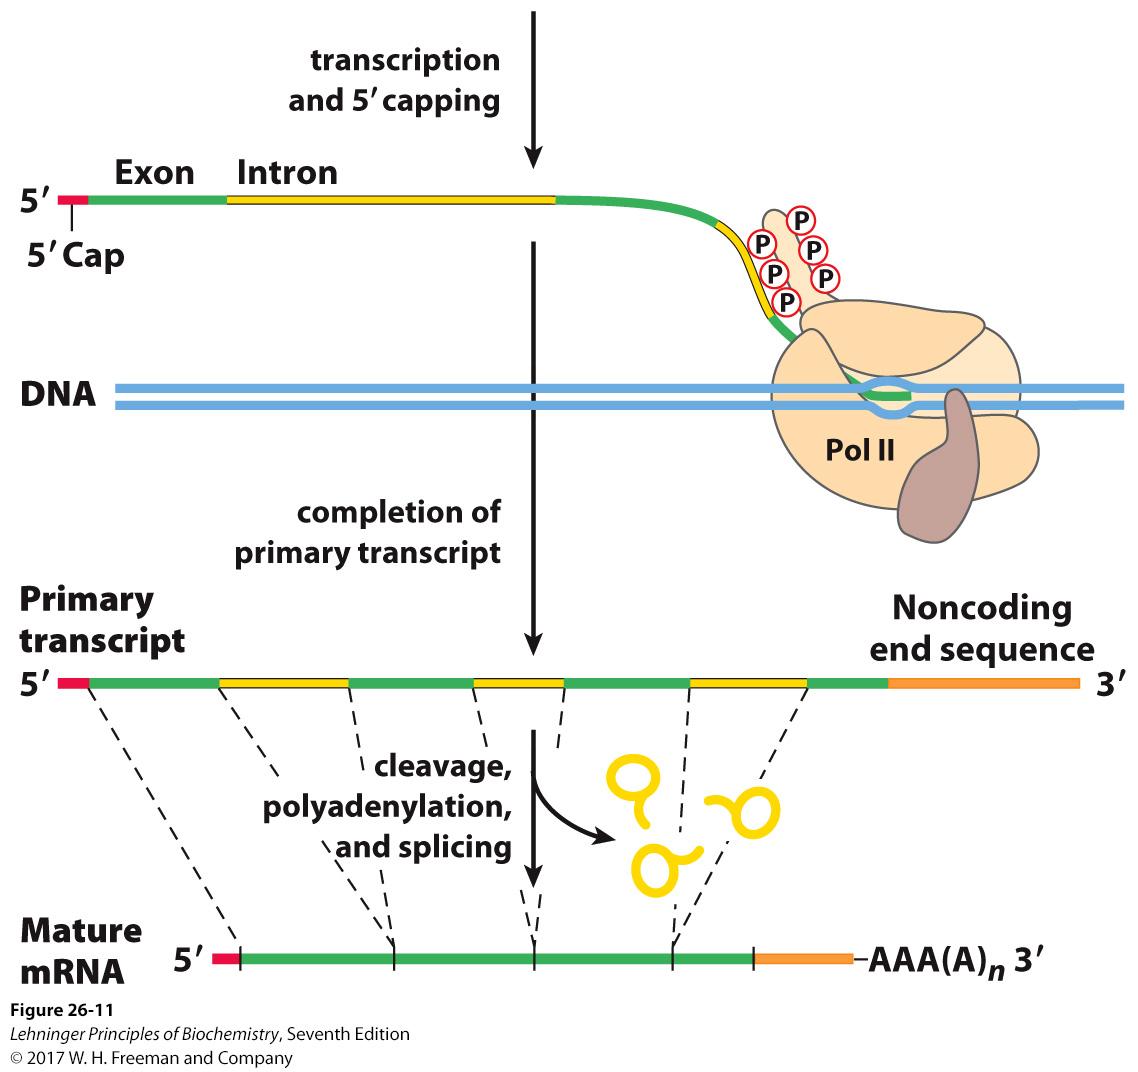 transcription
and 5′ capping
Exon
Intron
5′
5′ Cap
P
P
P
P
P
P
DNA
Pol II
completion of
primary transcript
Primary
transcript
Noncoding
end sequence
5′
3′
cleavage,
polyadenylation,
and splicing
Mature
mRNA
5′
AAA(A)n 3′
Figure 26-11
Lehninger Principles of Biochemistry, Seventh Edition
© 2017 W. H. Freeman and Company